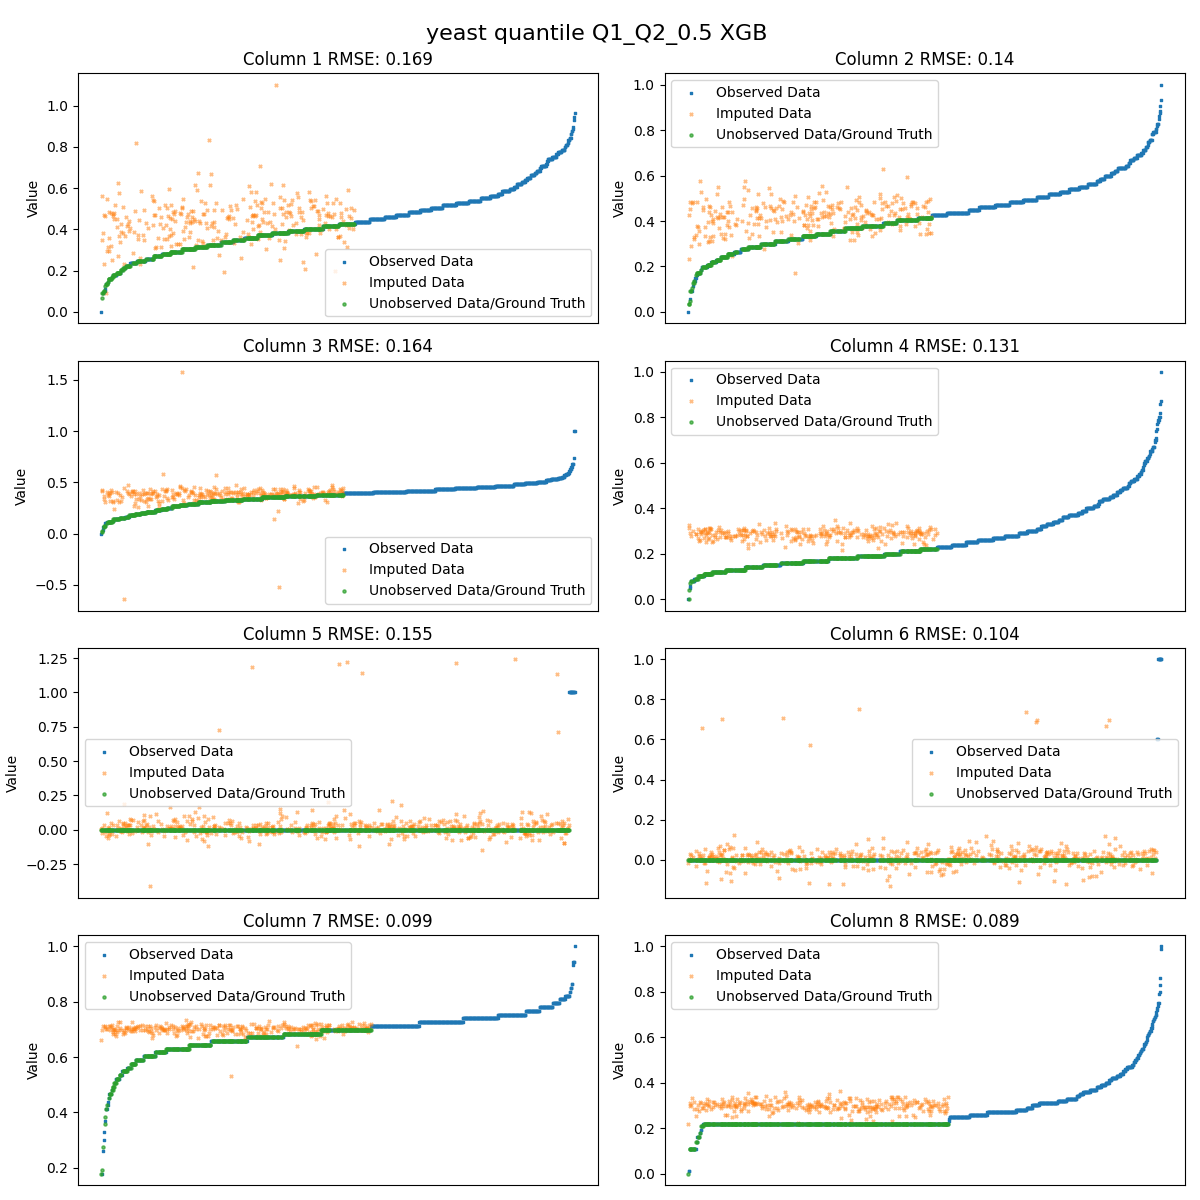 yeast quantile Q1_Q2_0.5 XGB
Column 1 RMSE: 0.169
Value
1.0
0.8
0.6
0.4
0.2
0.0
Observed Data
Imputed Data
Unobserved Data/Ground Truth
Column 2 RMSE: 0.14
Value
1.0
0.8
0.6
0.4
0.2
0.0
Observed Data
Imputed Data
Unobserved Data/Ground Truth
Column 3 RMSE: 0.164
Value
1.5
1.0
0.5
0.0
−0.5
Observed Data
Imputed Data
Unobserved Data/Ground Truth
Column 4 RMSE: 0.131
Value
1.0
0.8
0.6
0.4
0.2
0.0
Observed Data
Imputed Data
Unobserved Data/Ground Truth
Column 5 RMSE: 0.155
Value
1.25
1.00
0.75
0.50
0.25
0.00
−0.25
Observed Data
Imputed Data
Unobserved Data/Ground Truth
Column 6 RMSE: 0.104
Value
1.0
0.8
0.6
0.4
0.2
0.0
Observed Data
Imputed Data
Unobserved Data/Ground Truth
Column 7 RMSE: 0.099
Value
1.0
0.8
0.6
0.4
0.2
Observed Data
Imputed Data
Unobserved Data/Ground Truth
Column 8 RMSE: 0.089
Value
1.0
0.8
0.6
0.4
0.2
0.0
Observed Data
Imputed Data
Unobserved Data/Ground Truth